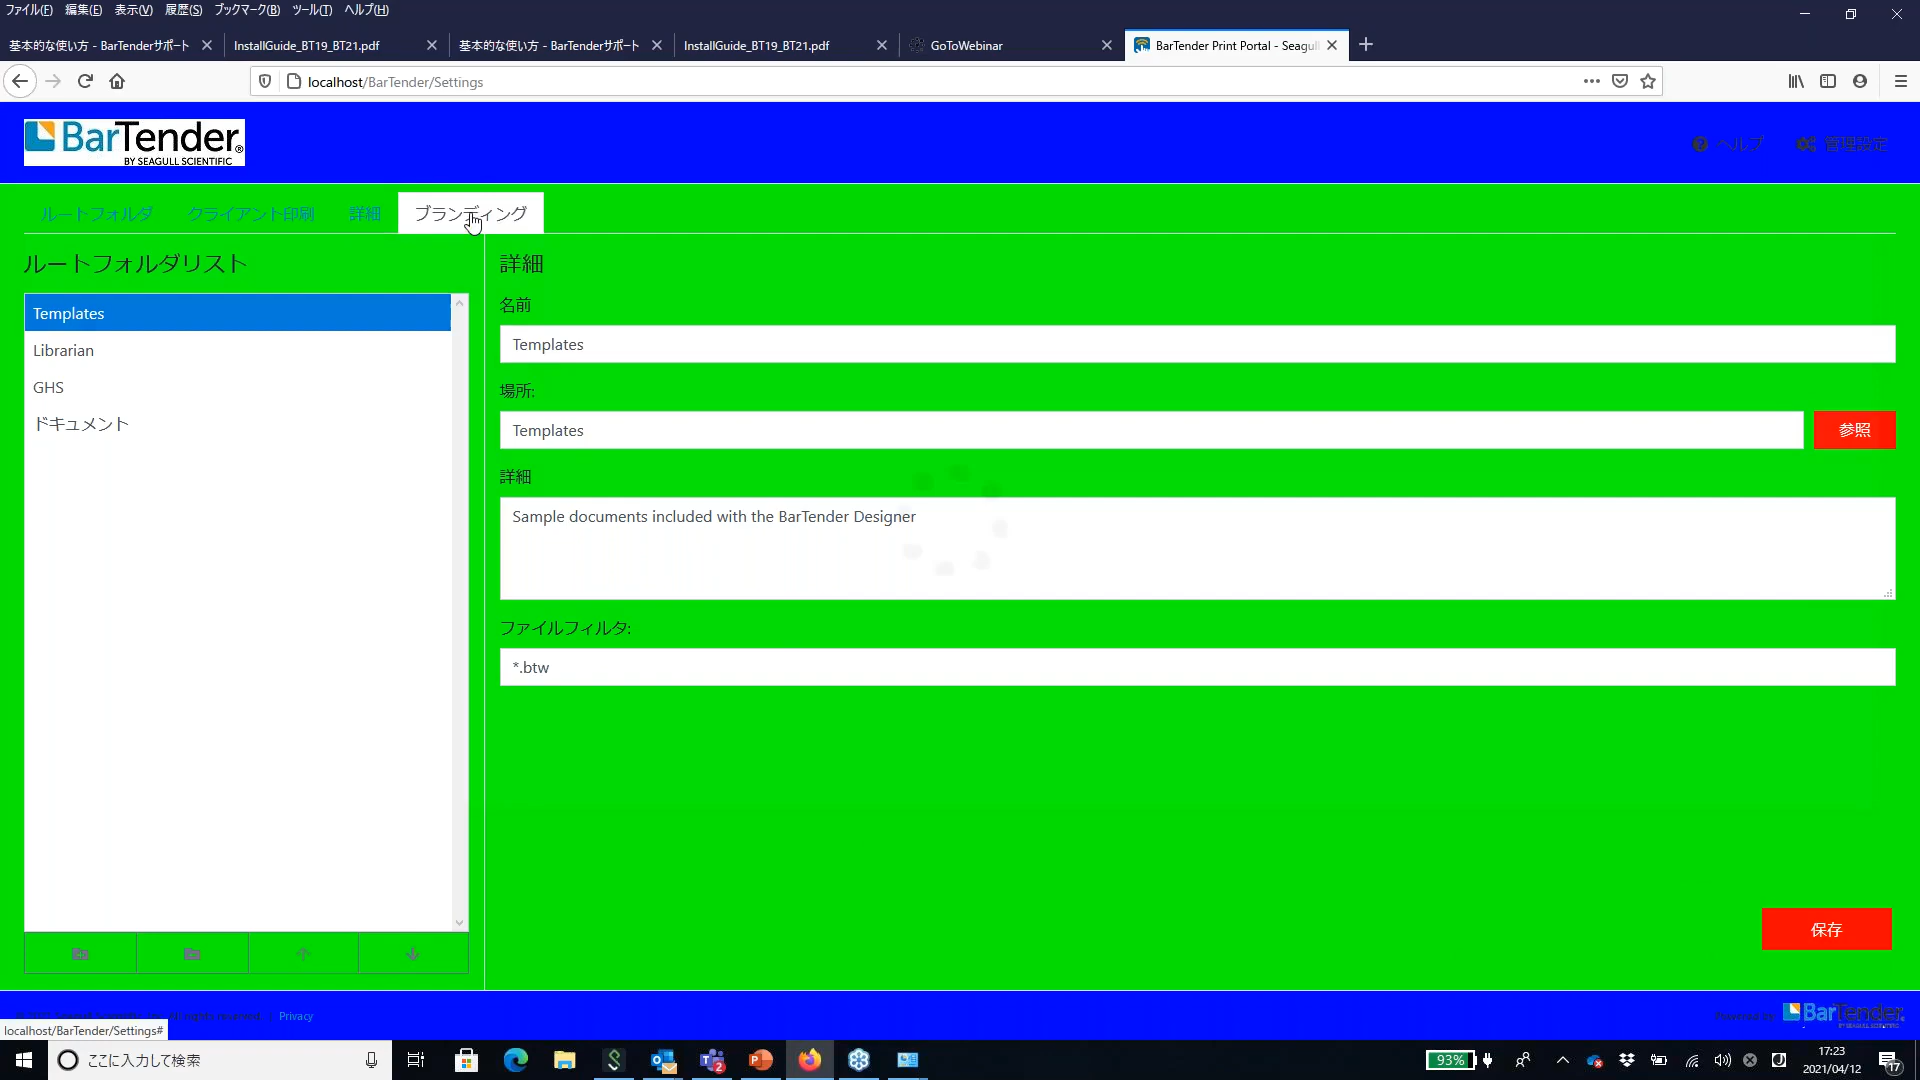 ファイル(F) 編集(E) 表示(V) 履歴(S) ブックマーク(B) ツール(T) ヘルプ(H)
基本的な使い方 - BarTenderサポート InstallGuide_BT19_BT21.pdf 基本的な使い方 - BarTenderサポート InstallGuide_BT19_BT21.pdf GoToWebinar BarTender Print Portal - Seagull
localhost/BarTender/Settings
BarTender
BY SEAGULL SCIENTIFIC
ヘルプ 管理設定
ルートフォルダ クライアント印刷 詳細 ブランディング
ルートフォルダリスト
Templates
Librarian
GHS
ドキュメント
詳細
名前
Templates
場所:
Templates
参照
詳細
Sample documents included with the BarTender Designer
ファイルフィルタ:
*.btw
保存
Privacy
BarTender
BY SEAGULL SCIENTIFIC
localhost/BarTender/Settings#
ここに入力して検索
2
93%
17:23
2021/04/12
17